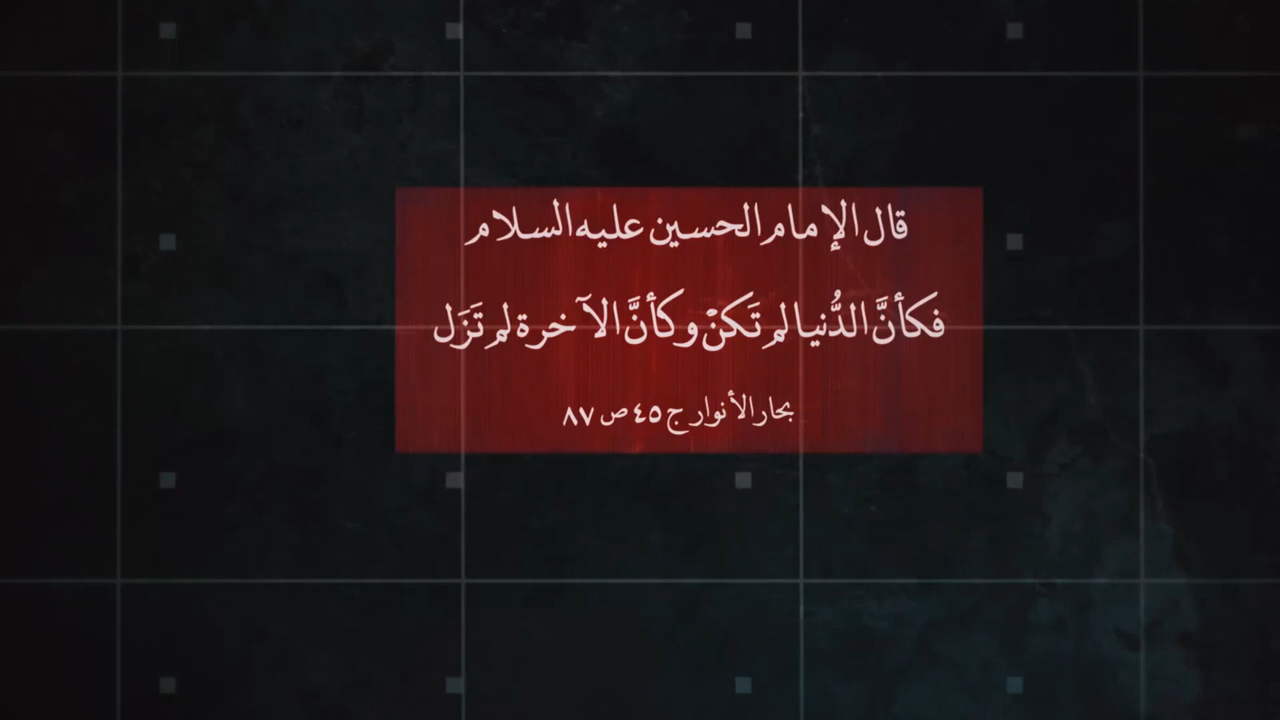 قال الإمام الحسين عليه السلام
فكأنَّ الدُّنيا لم تَكنْ وكأنَّ الآخرة لم تَزَل
بحار الأنوار ج ٤٥ ص ٨٧